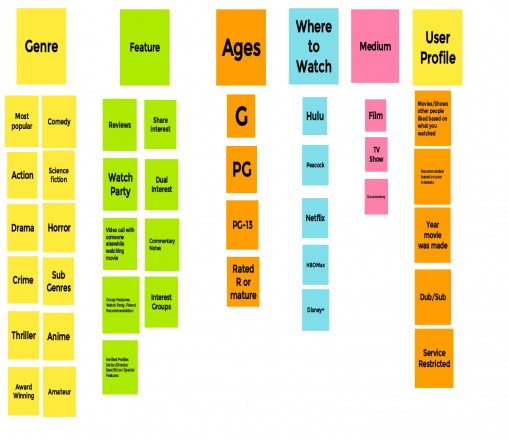 Genre
Most
popular
Comedy
Action
Science
fiction
Drama
Horror
Crime
Sub
Genres
Thriller
Anime
Award
Winning
Amateur
Feature
Reviews
Share
Interest
Watch
Party
Dual
Interest
Video call with
someone
elsewhile
watching
movie
Commentary
Notes
Group Features:
Watch Party, Friend
Recommendation
Interest
Groups
Verified Profiles
Actor/Director
Specific w/ Special
Features
Ages
G
PG
PG-13
Rated
R or
mature
Where
to
Watch
Hulu
Peacock
Netflix
HBOMax
Disney+
Medium
Film
TV
Show
Documentary
User
Profile
Movies/Shows
other people
liked based on
what you
watched
Recommended
based on your
interests
Year
movie
was made
Dub/Sub
Service
Restricted